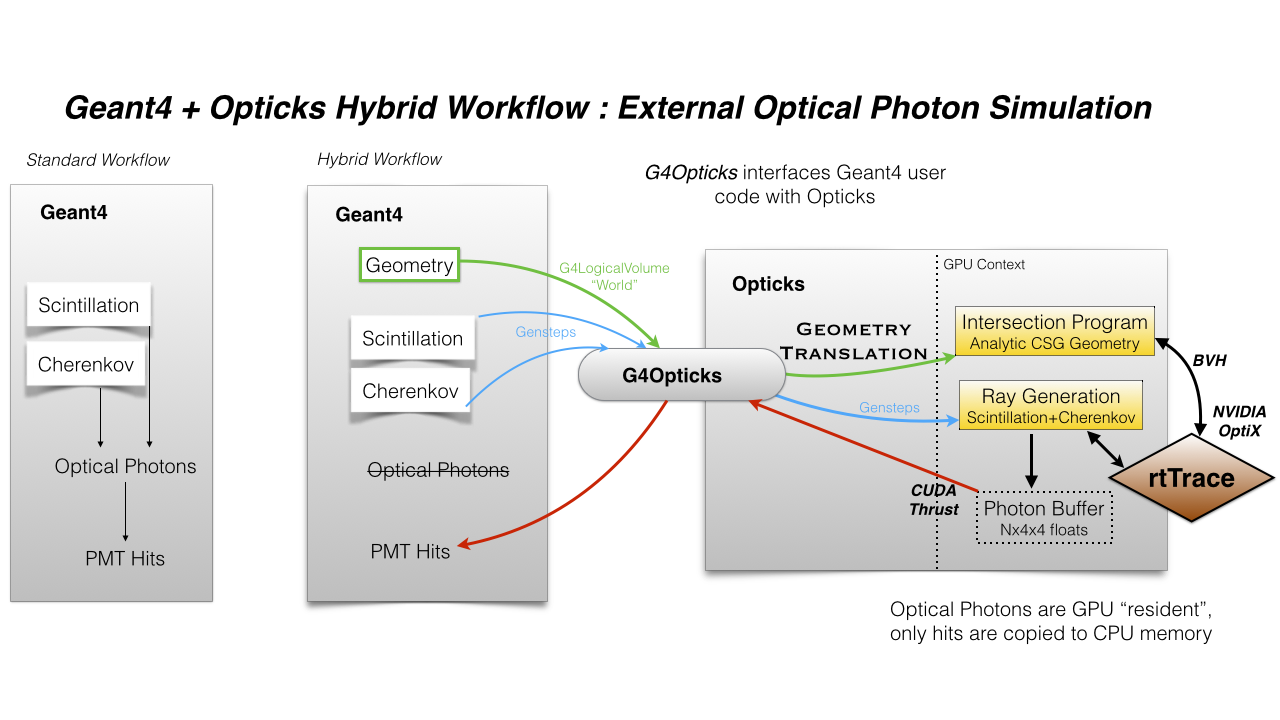 Geant4 + Opticks Hybrid Workflow : External Optical Photon Simulation
Standard Workflow
Geant4
Scintillation
Cherenkov
Optical Photons
PMT Hits
Hybrid Workflow
Geant4
Geometry
Scintillation
Cherenkov
Optical Photons
PMT Hits
G4LogicalVolume
“World”
Gensteps
G4Opticks
G4Opticks interfaces Geant4 user
code with Opticks
Opticks
GPU Context
GEOMETRY
TRANSLATION
Gensteps
Intersection Program
Analytic CSG Geometry
Ray Generation
Scintillation+Cherenkov
BVH
NVIDIA
OptiX
rtTrace
CUDA
Thrust
Photon Buffer
Nx4x4 floats
Optical Photons are GPU “resident”,
only hits are copied to CPU memory